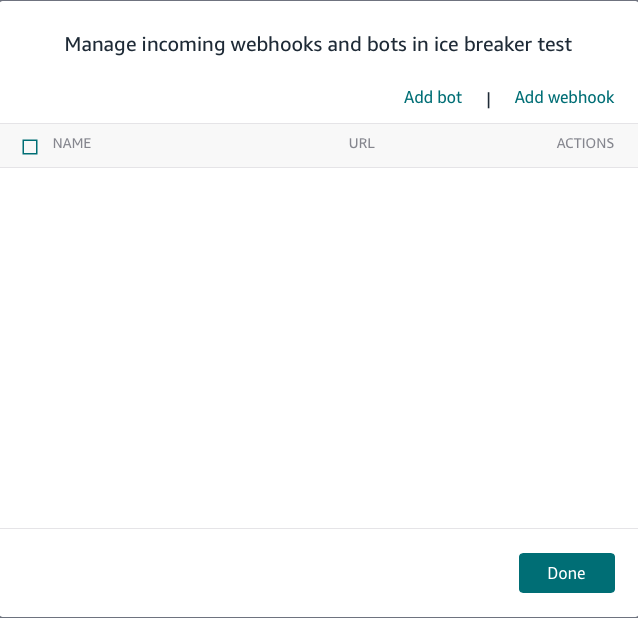 Manage incoming webhooks and bots in ice breaker test
Add bot | Add webhook
NAME URL ACTIONS
Done